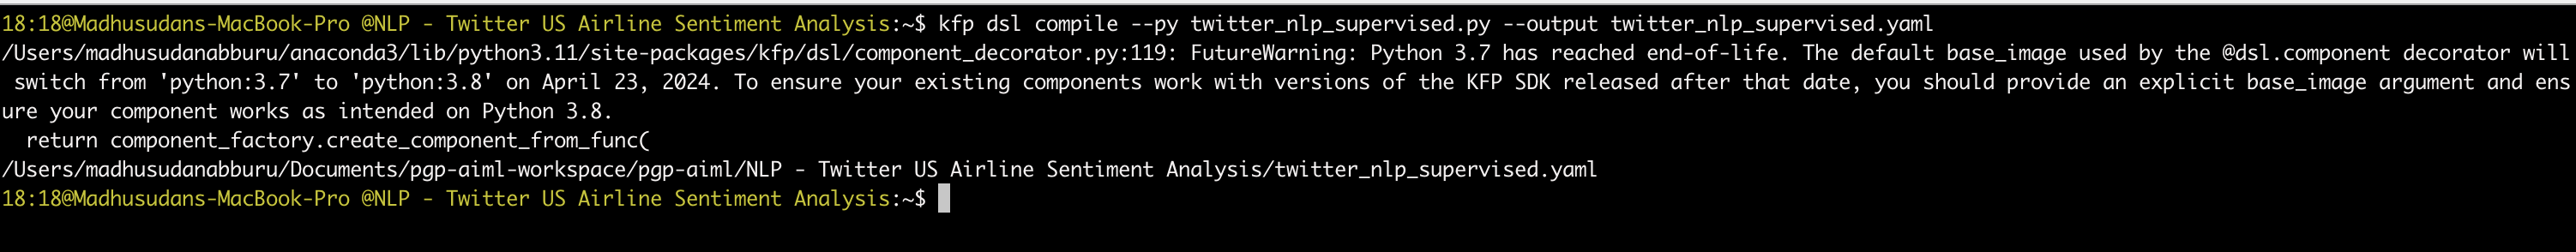 18:18@Madhusudans-MacBook-Pro @NLP - Twitter US Airline Sentiment Analysis:~$ kfp dsl compile --py twitter_nlp_supervised.py --output twitter_nlp_supervised.yaml
/Users/madhusudanabburu/anaconda3/lib/python3.11/site-packages/kfp/dsl/component_decorator.py:119: FutureWarning: Python 3.7 has reached end-of-life. The default base_image used by the @dsl.component decorator will
 switch from 'python:3.7' to 'python:3.8' on April 23, 2024. To ensure your existing components work with versions of the KFP SDK released after that date, you should provide an explicit base_image argument and ens
ure your component works as intended on Python 3.8.
  return component_factory.create_component_from_func(
/Users/madhusudanabburu/Documents/pgp-aiml-workspace/pgp-aiml/NLP - Twitter US Airline Sentiment Analysis/twitter_nlp_supervised.yaml
18:18@Madhusudans-MacBook-Pro @NLP - Twitter US Airline Sentiment Analysis:~$